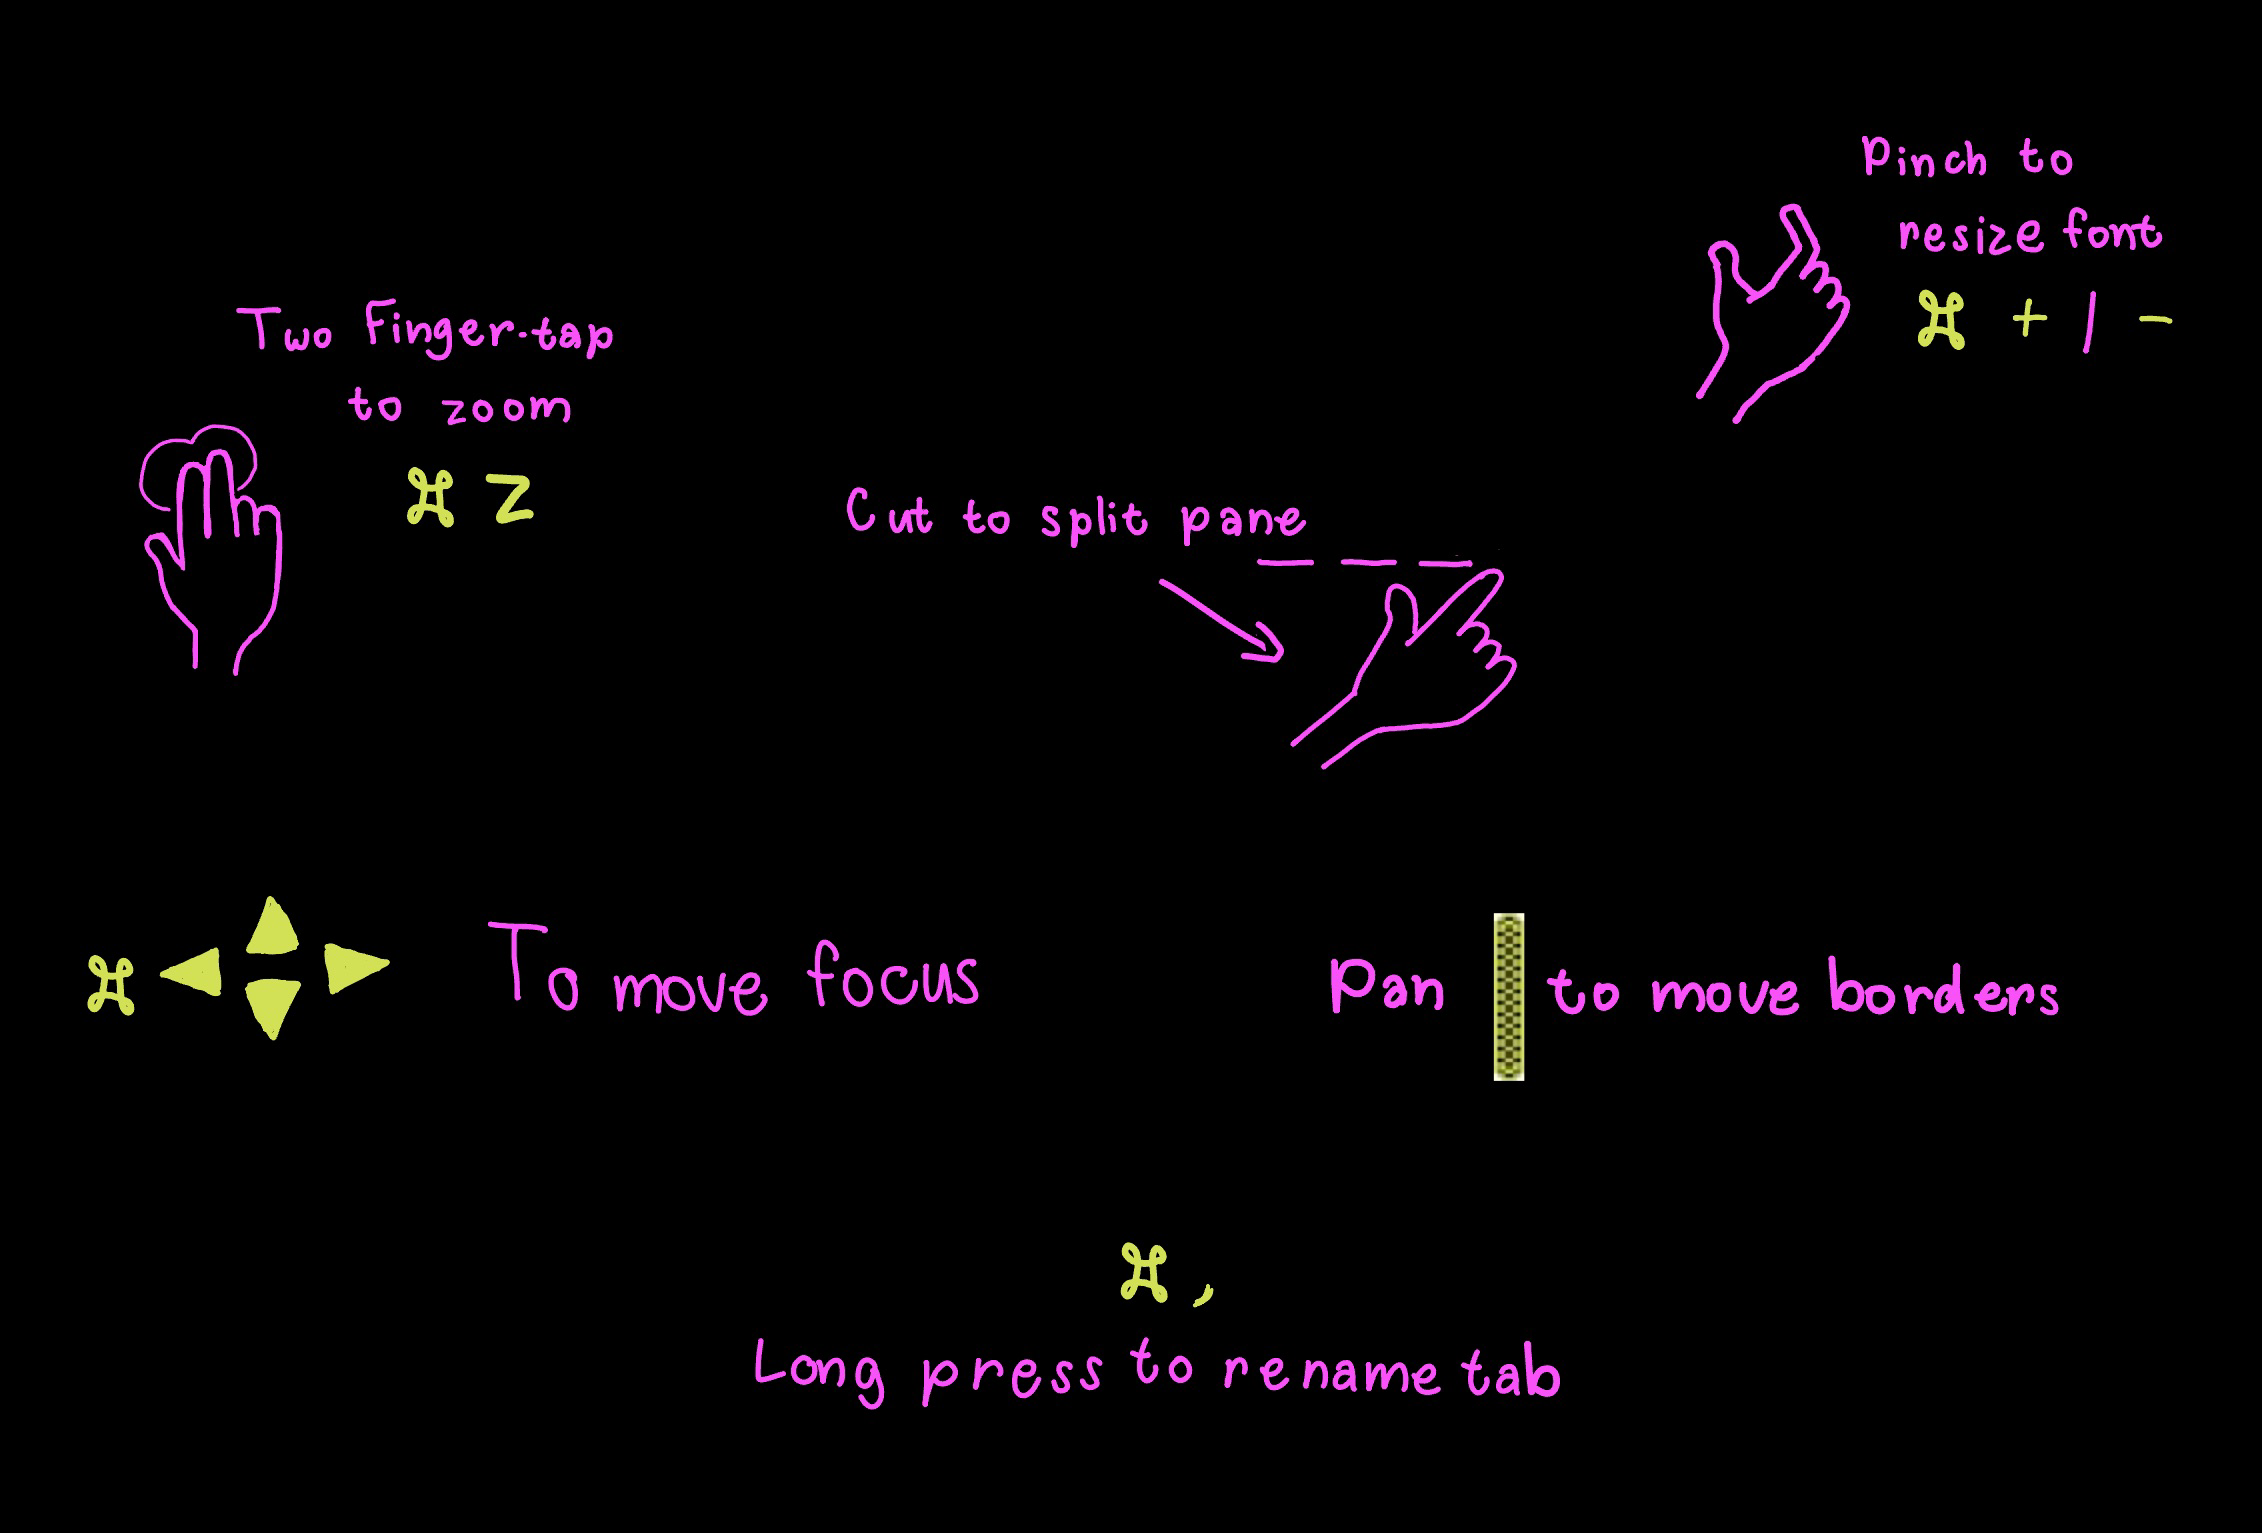 Pinch to
resize font
⌘ + / -
Two Finger-tap
to zoom
⌘ Z
Cut to split pane
⌘ ◀ ▲ ▼ ▶ To move focus
Pan to move borders
⌘ ,
Long press to rename tab